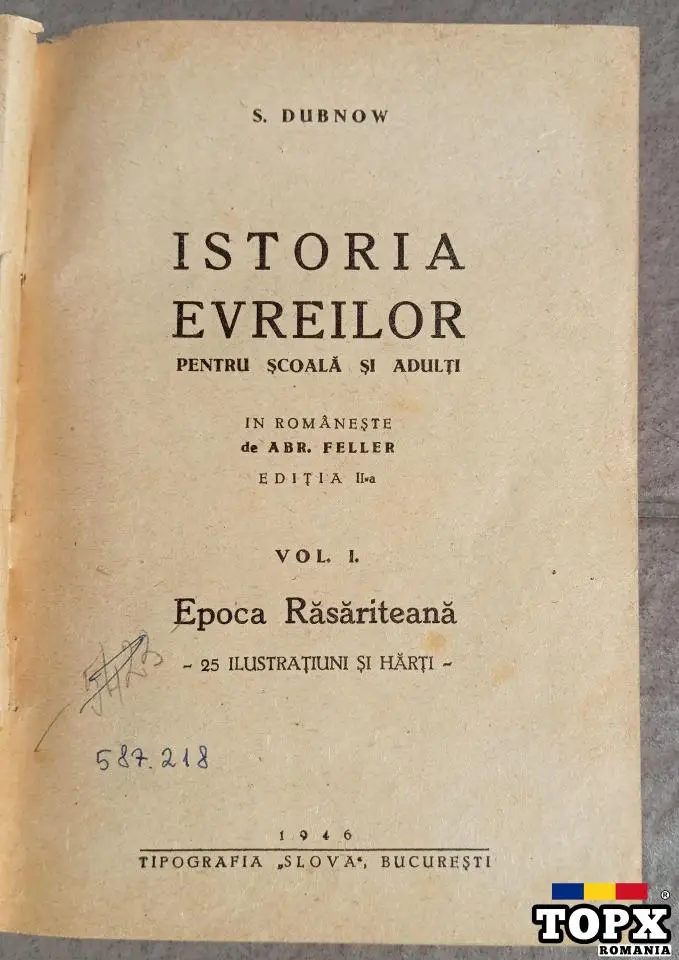 S. DUBNOW
ISTORIA
EVREILOR
PENTRU ŞCOALĂ ŞI ADULŢI
IN ROMÂNEŞTE
de ABR. FELLER
EDIŢIA II-a
VOL. I.
Epoca Răsăriteană
~ 25 ILUSTRAŢIUNI ŞI HĂRŢI ~
587.218
1946
TIPOGRAFIA „SLOVA“, BUCUREŞTI
TOPX
®
ROMANIA